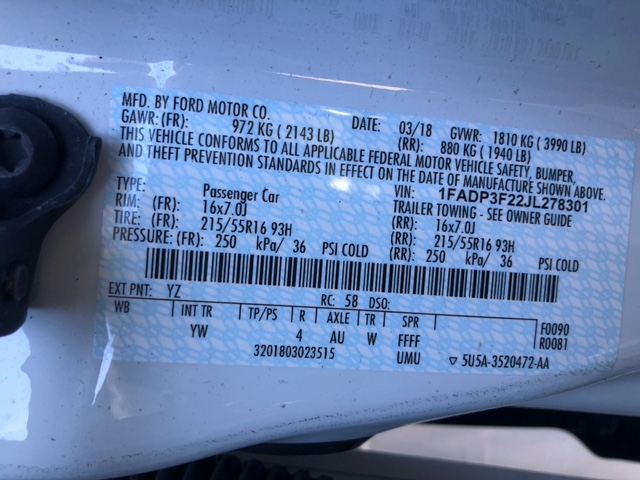 MFD. BY FORD MOTOR CO.
DATE: 03/18 GVWR: 1810 KG (3990 LB)
GAWR: (FR): 972 KG (2143 LB) (RR): 880 KG (1940 LB)
THIS VEHICLE CONFORMS TO ALL APPLICABLE FEDERAL MOTOR VEHICLE SAFETY, BUMPER,
AND THEFT PREVENTION STANDARDS IN EFFECT ON THE DATE OF MANUFACTURE SHOWN ABOVE.
VIN: 1FADP3F22JL278301
TYPE: Passenger Car TRAILER TOWING - SEE OWNER GUIDE
RIM: (FR): 16x7.0J (RR): 16x7.0J
TIRE: (FR): 215/55R16 93H (RR): 215/55R16 93H
PRESSURE: (FR): 250 kPa/ 36 PSI COLD (RR): 250 kPa/ 36 PSI COLD
EXT PNT: YZ RC: 58 DSO:
WB INT TR TP/PS R AXLE TR SPR F0090
YW 4 AU W FFFF R0081
3201803023515 UMU ▽ 5U5A-3520472-AA